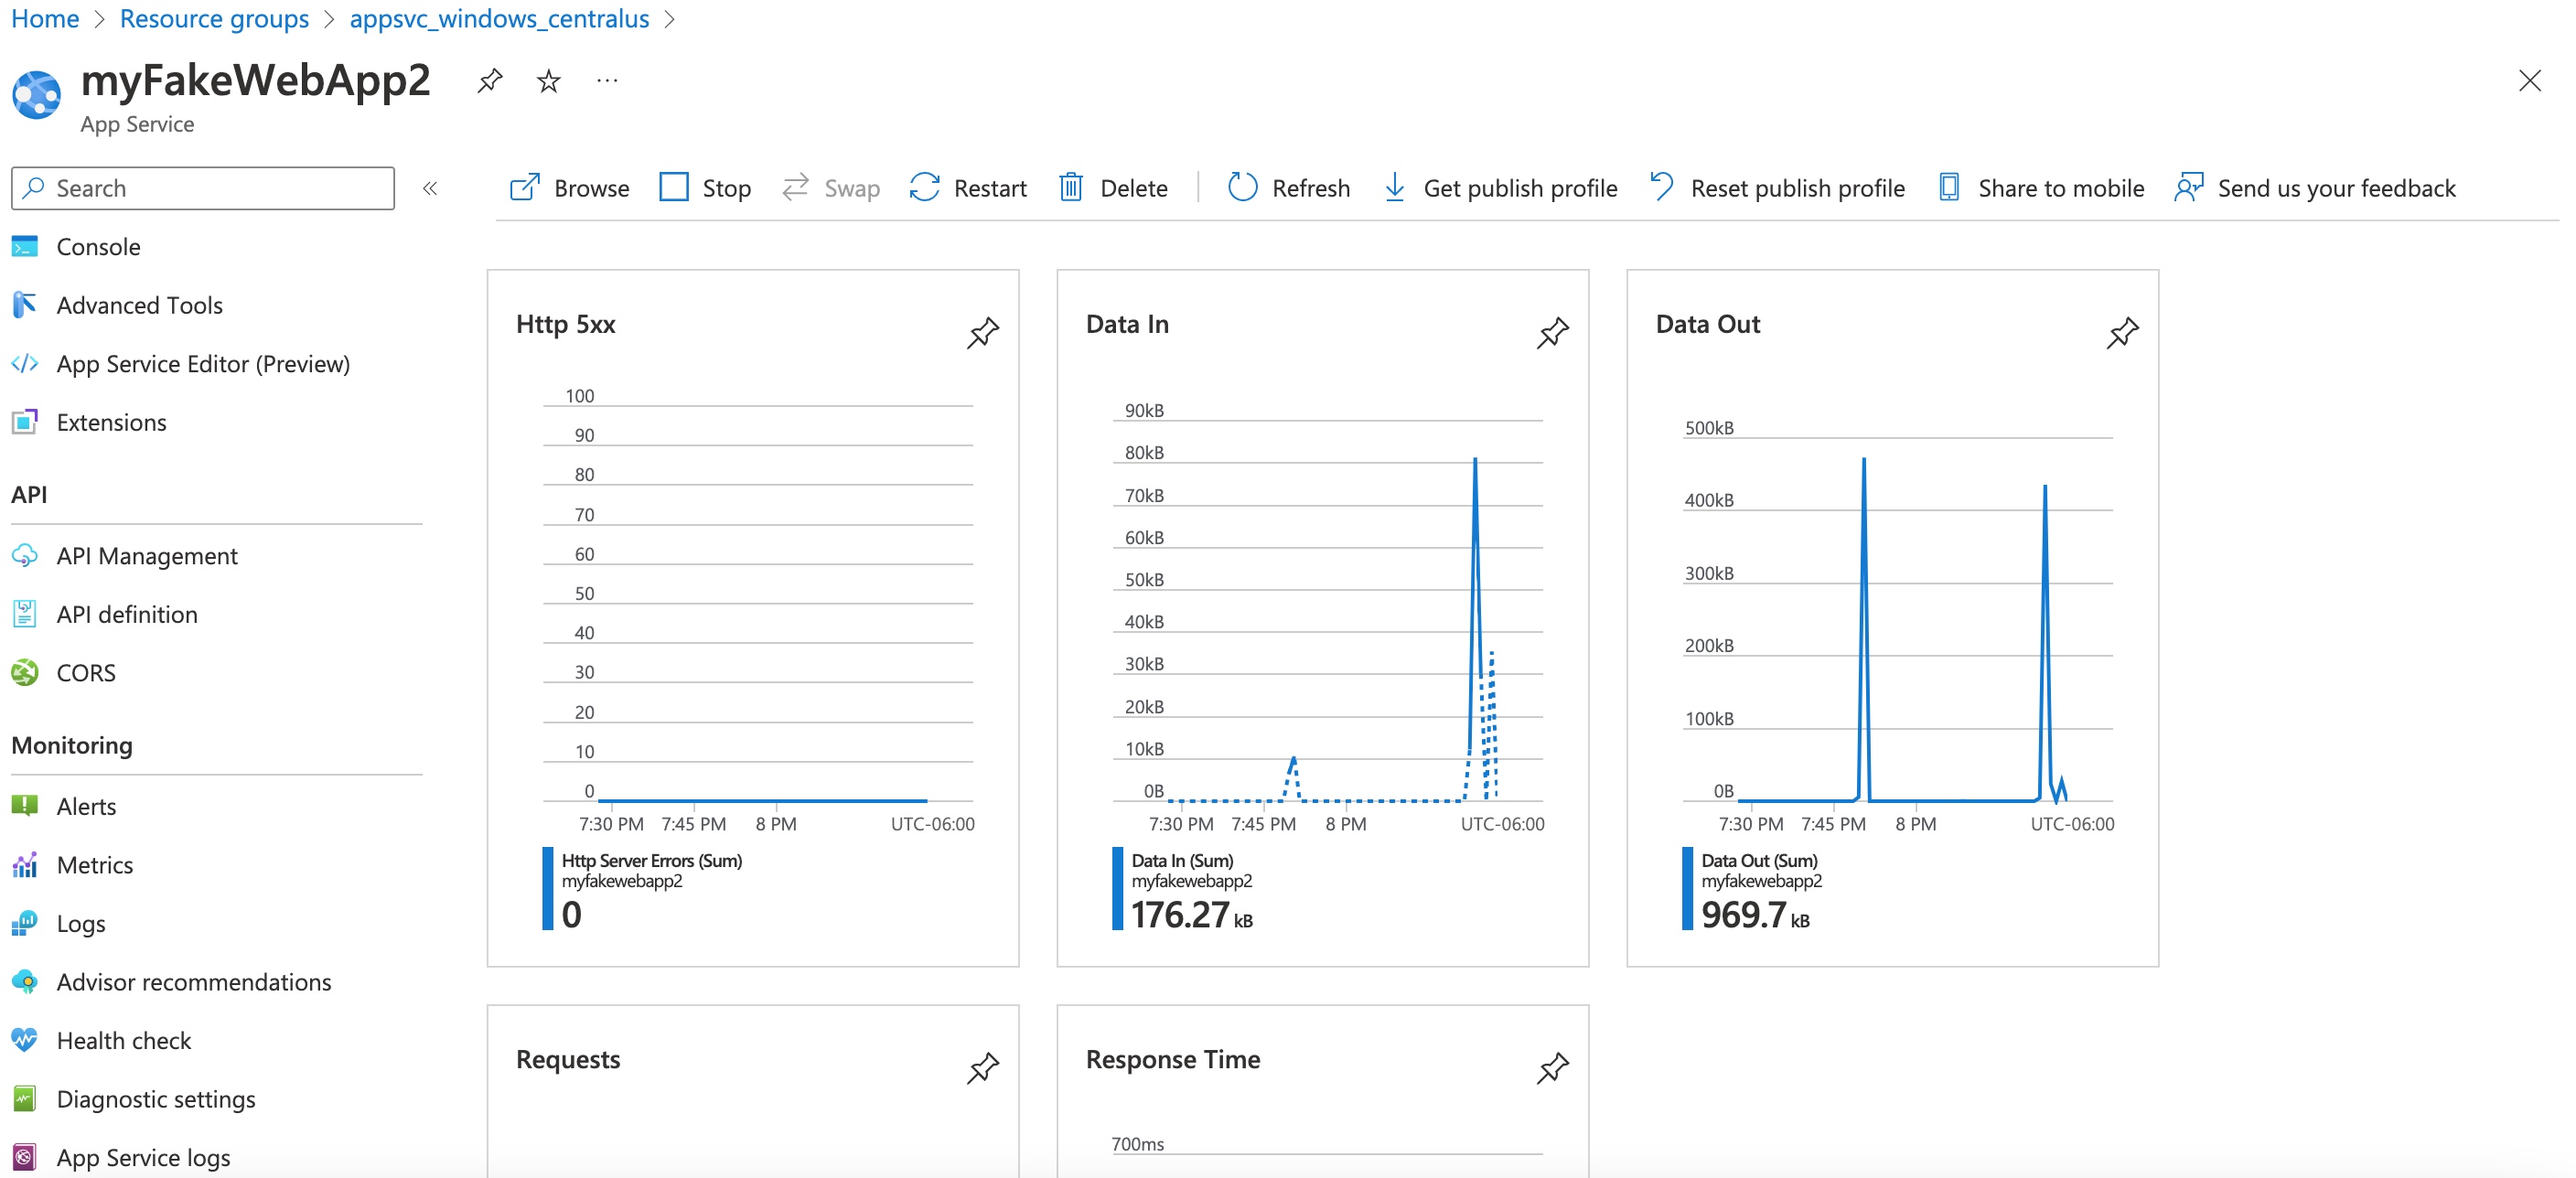 Home > Resource groups > appsvc_windows_centralus >
myFakeWebApp2 ...
App Service
Search «
Browse Stop Swap Restart Delete Refresh Get publish profile Reset publish profile Share to mobile Send us your feedback
Console
Advanced Tools
App Service Editor (Preview)
Extensions
API
API Management
API definition
CORS
Monitoring
Alerts
Metrics
Logs
Advisor recommendations
Health check
Diagnostic settings
App Service logs
Http 5xx
100
90
80
70
60
50
40
30
20
10
0
7:30 PM 7:45 PM 8 PM UTC-06:00
Http Server Errors (Sum)
myfakewebapp2
0
Data In
90kB
80kB
70kB
60kB
50kB
40kB
30kB
20kB
10kB
0B
7:30 PM 7:45 PM 8 PM UTC-06:00
Data In (Sum)
myfakewebapp2
176.27 kB
Data Out
500kB
400kB
300kB
200kB
100kB
0B
7:30 PM 7:45 PM 8 PM UTC-06:00
Data Out (Sum)
myfakewebapp2
969.7 kB
Requests
Response Time
700ms